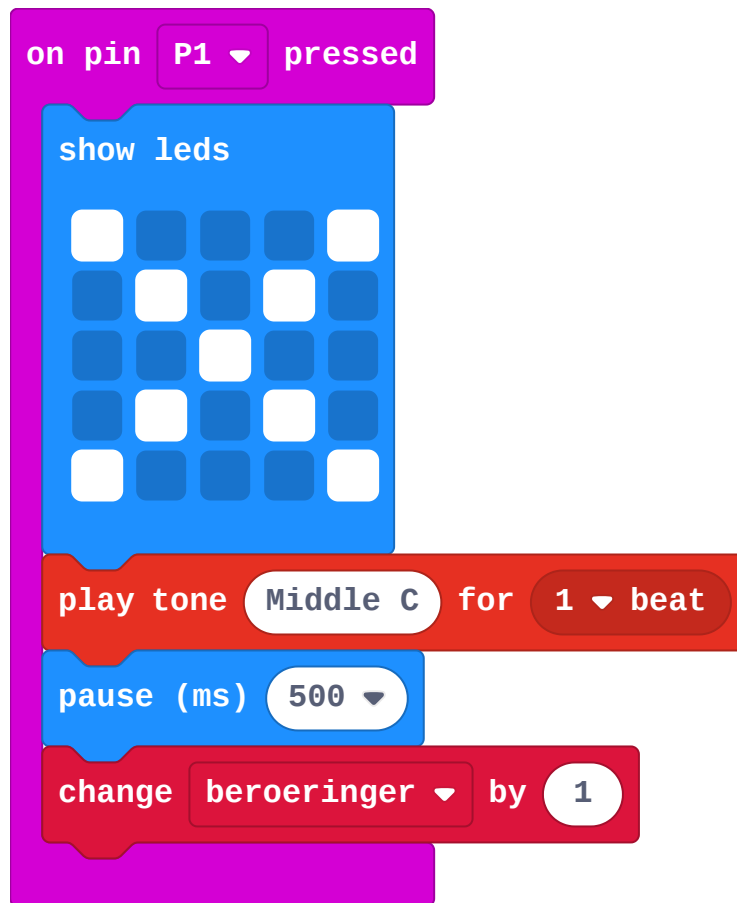 on pin P1 pressed
show leds
play tone Middle C for 1 beat
pause (ms) 500
change beroeringer by 1